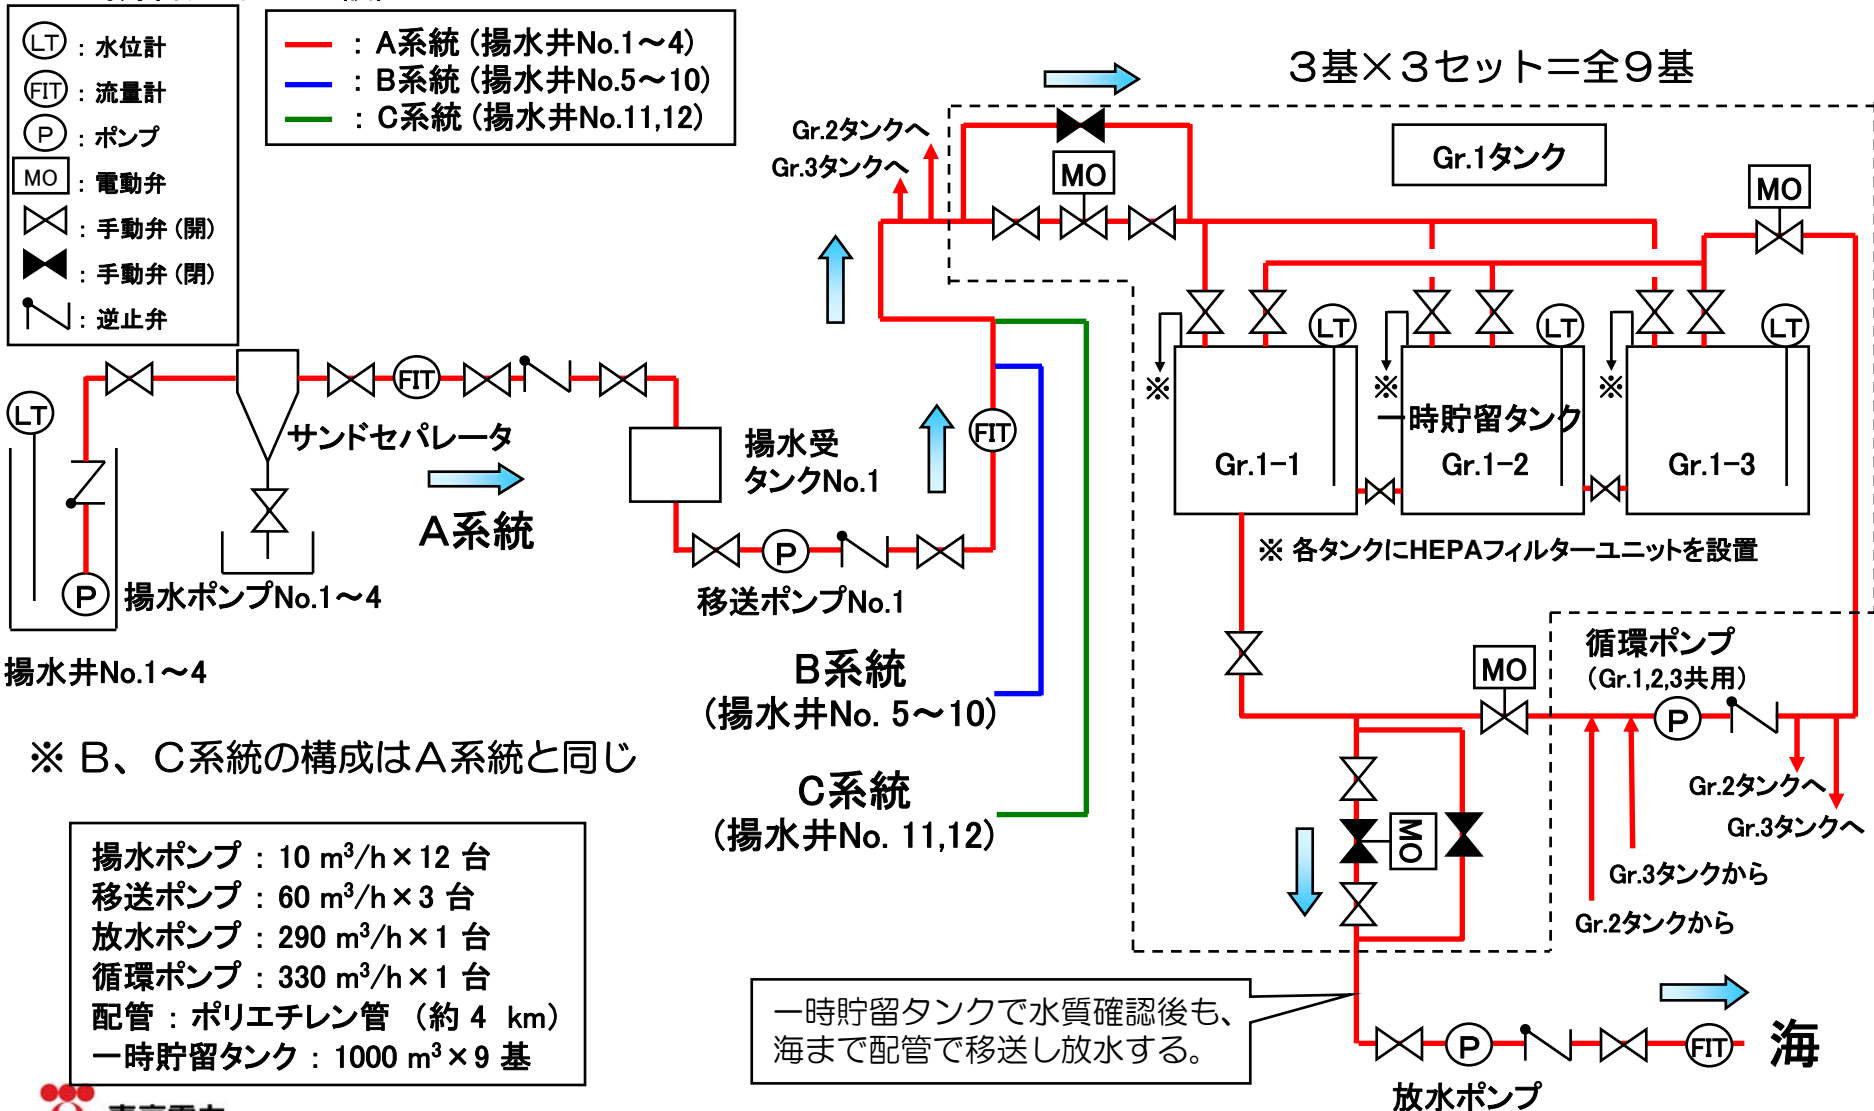 LT : 水位計
FIT : 流量計
P : ポンプ
MO : 電動弁
: 手動弁 (開)
: 手動弁 (閉)
: 逆止弁
: A系統 (揚水井No.1～4)
: B系統 (揚水井No.5～10)
: C系統 (揚水井No.11,12)
3基×3セット＝全9基
Gr.2タンクへ
Gr.3タンクへ
MO
Gr.1タンク
MO
LT
LT
LT
※
※
※
一時貯留タンク
Gr.1-1
Gr.1-2
Gr.1-3
※ 各タンクにHEPAフィルターユニットを設置
LT
FIT
サンドセパレータ
A系統
揚水受
タンクNo.1
FIT
P
揚水ポンプNo.1～4
P
移送ポンプNo.1
揚水井No.1～4
B系統
(揚水井No. 5～10)
C系統
(揚水井No. 11,12)
※ B、C系統の構成はA系統と同じ
循環ポンプ
(Gr.1,2,3共用)
MO
P
Gr.2タンクへ
Gr.3タンクへ
MO
Gr.3タンクから
Gr.2タンクから
揚水ポンプ : 10 m³/h×12 台
移送ポンプ : 60 m³/h×3 台
放水ポンプ : 290 m³/h×1 台
循環ポンプ : 330 m³/h×1 台
配管 : ポリエチレン管 （約 4 km）
一時貯留タンク : 1000 m³×9 基
一時貯留タンクで水質確認後も、
海まで配管で移送し放水する。
P
FIT
海
放水ポンプ